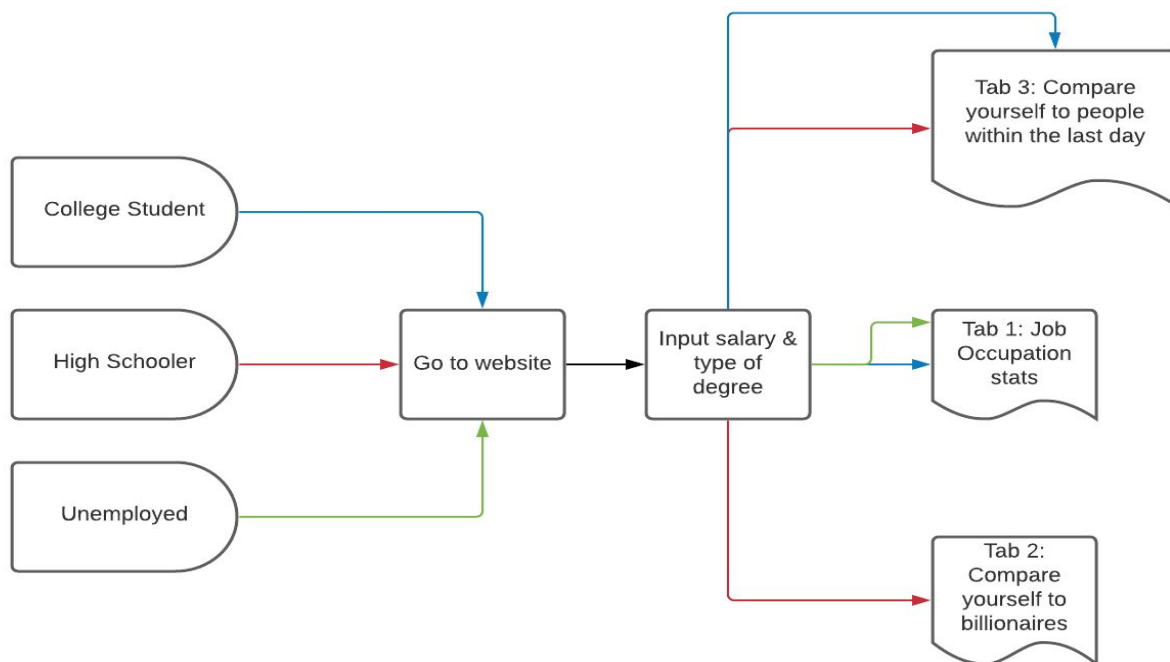 College Student
High Schooler
Unemployed
Go to website
Input salary &
type of
degree
Tab 3: Compare
yourself to people
within the last day
Tab 1: Job
Occupation
stats
Tab 2:
Compare
yourself to
billionaires